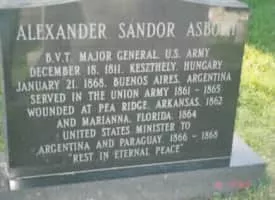 ALEXANDER SANDOR ASBOTH
B.V.T. MAJOR GENERAL, U.S. ARMY
DECEMBER 18, 1811, KESZTHELY, HUNGARY
JANUARY 21, 1868, BUENOS AIRES, ARGENTINA
SERVED IN THE UNION ARMY 1861 - 1865
WOUNDED AT PEA RIDGE, ARKANSAS, 1862
AND MARIANNA, FLORIDA, 1864
UNITED STATES MINISTER TO
ARGENTINA AND PARAGUAY, 1866 - 1868
"REST IN ETERNAL PEACE"